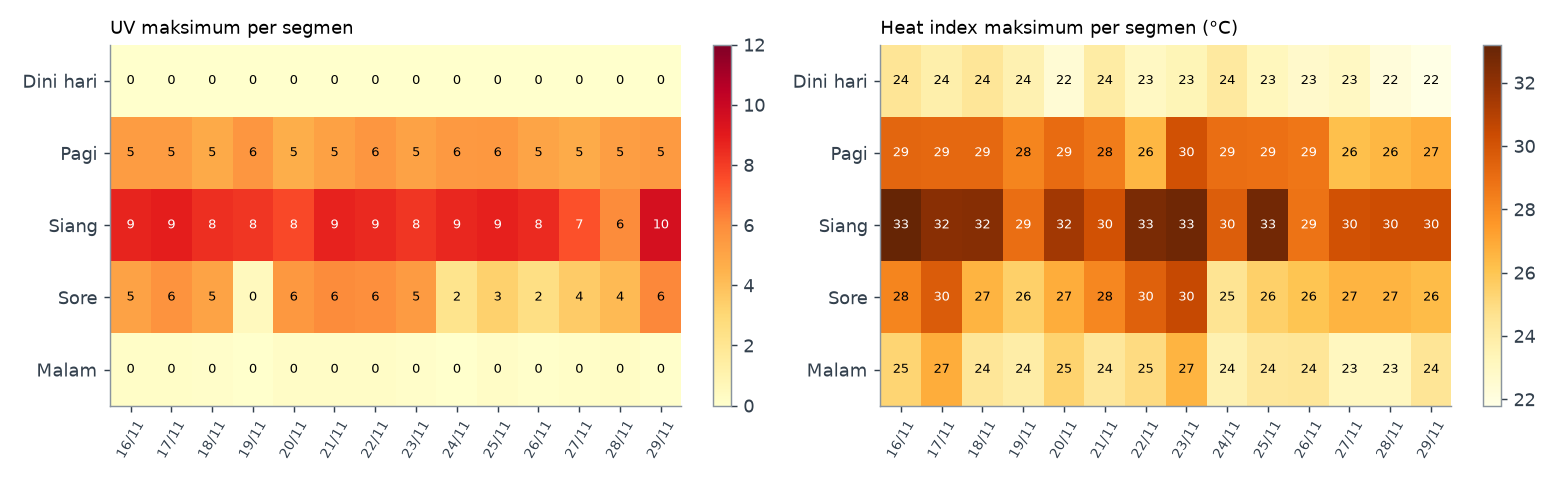 UV maksimum per segmen
Dini hari 0 0 0 0 0 0 0 0 0 0 0 0 0 0
Pagi 5 5 5 6 5 5 6 5 6 6 5 5 5 5
Siang 9 9 8 8 8 9 9 8 9 9 8 7 6 10
Sore 5 6 5 0 6 6 6 5 2 3 2 4 4 6
Malam 0 0 0 0 0 0 0 0 0 0 0 0 0 0
16/11 17/11 18/11 19/11 20/11 21/11 22/11 23/11 24/11 25/11 26/11 27/11 28/11 29/11
12
10
8
6
4
2
0
Heat index maksimum per segmen (°C)
Dini hari 24 24 24 24 22 24 23 23 24 23 23 23 22 22
Pagi 29 29 29 28 29 28 26 30 29 29 29 26 26 27
Siang 33 32 32 29 32 30 33 33 30 33 29 30 30 30
Sore 28 30 27 26 27 28 30 30 25 26 26 27 27 26
Malam 25 27 24 24 25 24 25 27 24 24 24 23 23 24
16/11 17/11 18/11 19/11 20/11 21/11 22/11 23/11 24/11 25/11 26/11 27/11 28/11 29/11
32
30
28
26
24
22